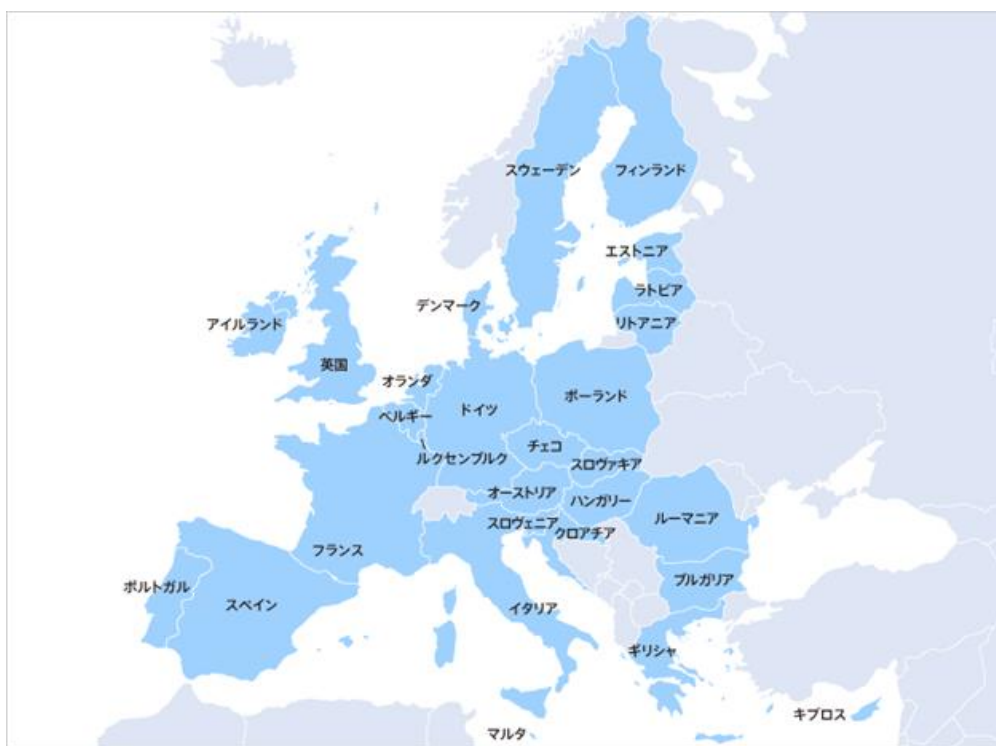 スウェーデン
フィンランド
エストニア
ラトビア
デンマーク
リトアニア
アイルランド
英国
オランダ
ポーランド
ベルギー
ドイツ
チェコ
ルクセンブルク
スロヴァキア
オーストリア
ハンガリー
ルーマニア
スロヴェニア
クロアチア
フランス
ブルガリア
ポルトガル
スペイン
イタリア
ギリシャ
キプロス
マルタ